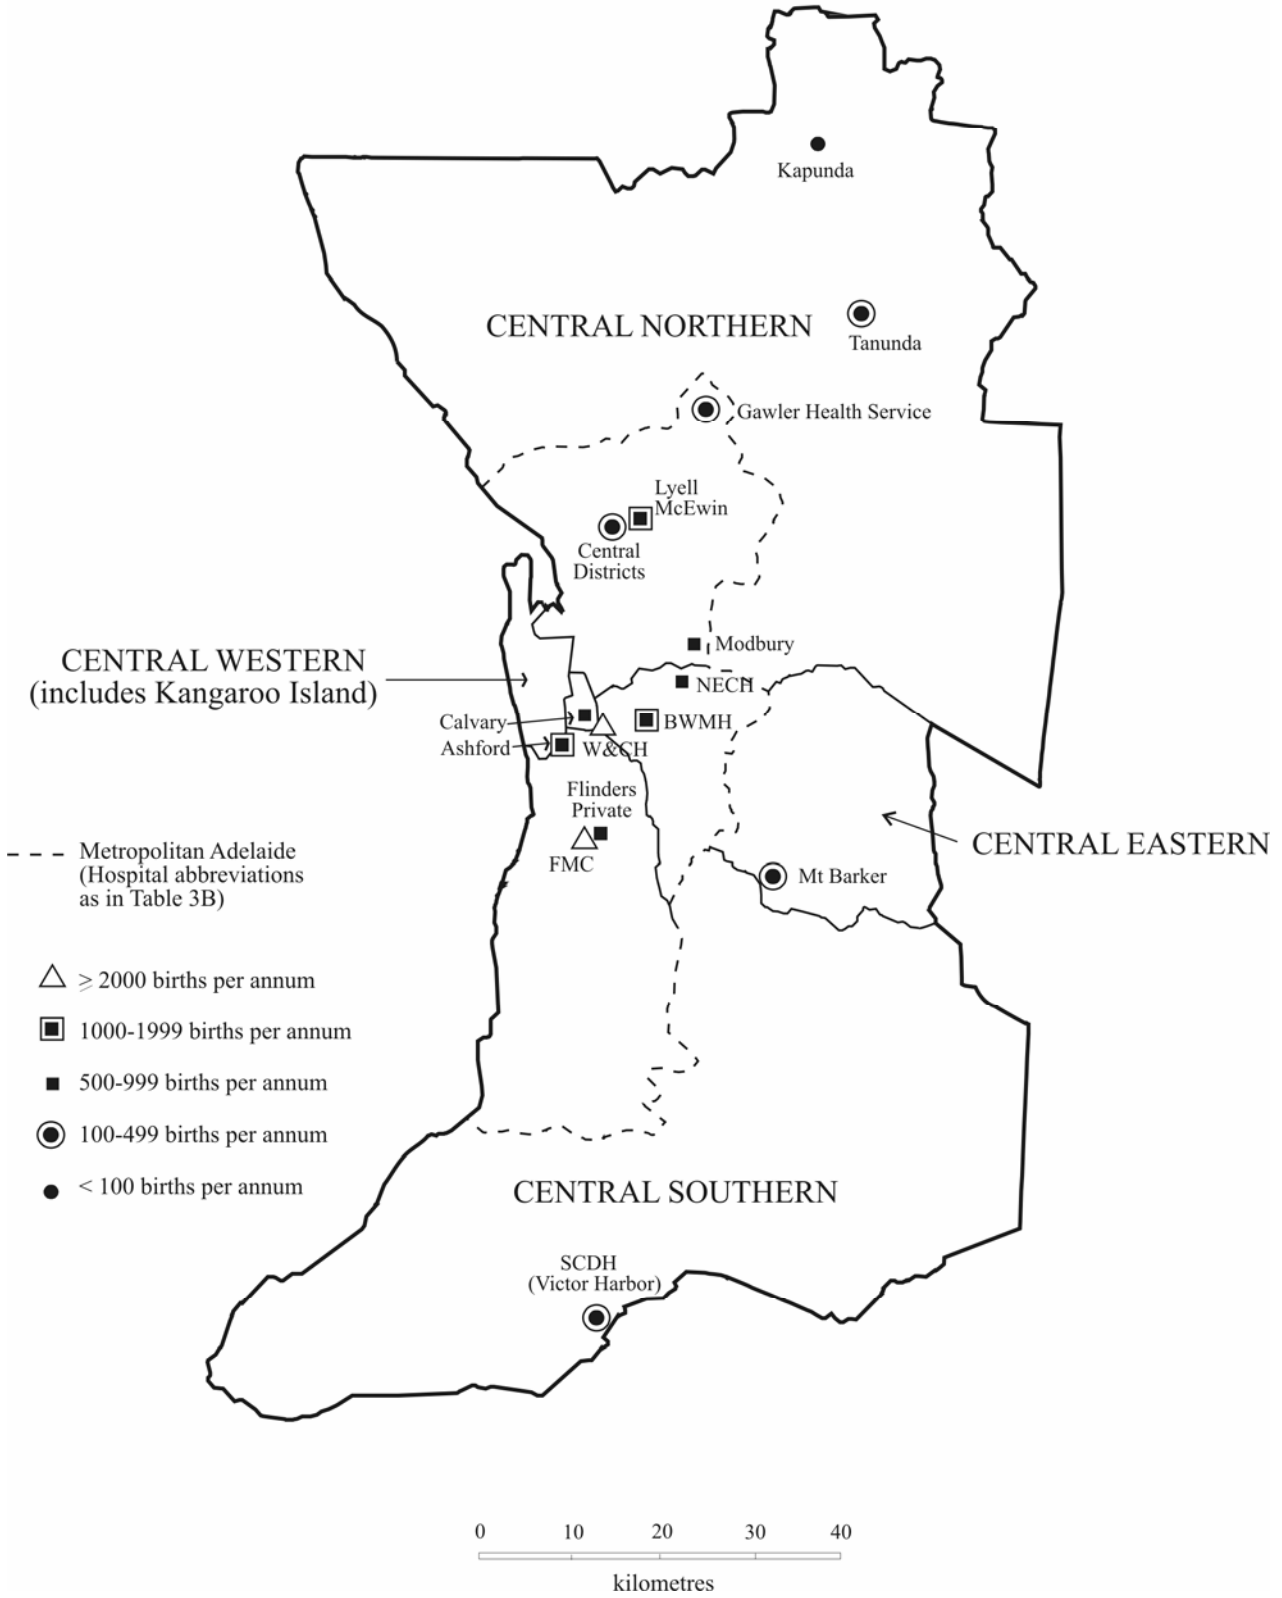 Kapunda
CENTRAL NORTHERN
Tanunda
Gawler Health Service
Lyell
McEwin
Central
Districts
Modbury
CENTRAL WESTERN
(includes Kangaroo Island)
NECH
Calvary
BWMH
Ashford
W&CH
Flinders
Private
FMC
CENTRAL EASTERN
Mt Barker
Metropolitan Adelaide
(Hospital abbreviations
as in Table 3B)
≥ 2000 births per annum
1000-1999 births per annum
500-999 births per annum
100-499 births per annum
< 100 births per annum
CENTRAL SOUTHERN
SCDH
(Victor Harbor)
0 10 20 30 40
kilometres